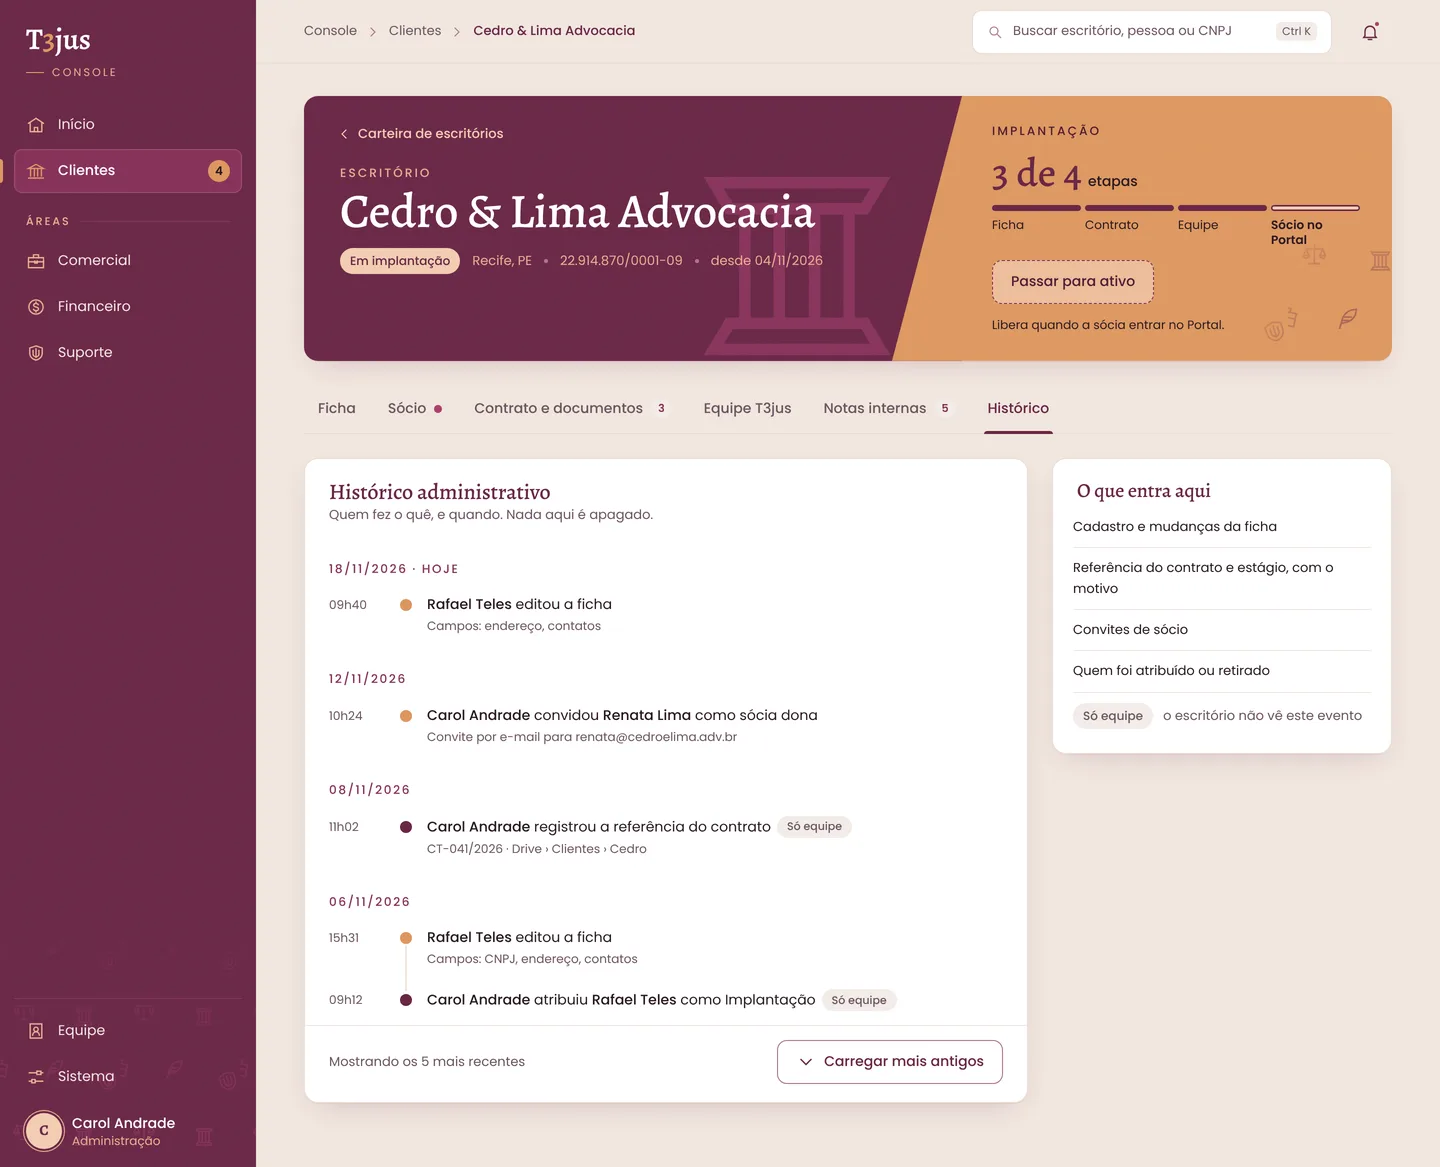 T3jus
CONSOLE
Início
Clientes
4
ÁREAS
Comercial
Financeiro
Suporte
Equipe
Sistema
C
Carol Andrade
Administração
Console
Clientes
Cedro & Lima Advocacia
Buscar escritório, pessoa ou CNPJ
Ctrl K
Carteira de escritórios
ESCRITÓRIO
Cedro & Lima Advocacia
Em implantação
Recife, PE • 22.914.870/0001-09 • desde 04/11/2026
IMPLANTAÇÃO
3 de 4 etapas
Ficha
Contrato
Equipe
Sócio no
Portal
Passar para ativo
Libera quando a sócia entrar no Portal.
Ficha
Sócio
Contrato e documentos 3
Equipe T3jus
Notas internas 5
Histórico
Histórico administrativo
Quem fez o quê, e quando. Nada aqui é apagado.
18/11/2026 · HOJE
09h40
Rafael Teles editou a ficha
Campos: endereço, contatos
12/11/2026
10h24
Carol Andrade convidou Renata Lima como sócia dona
Convite por e-mail para renata@cedroelima.adv.br
08/11/2026
11h02
Carol Andrade registrou a referência do contrato Só equipe
CT-041/2026 · Drive › Clientes › Cedro
06/11/2026
15h31
Rafael Teles editou a ficha
Campos: CNPJ, endereço, contatos
09h12
Carol Andrade atribuiu Rafael Teles como Implantação Só equipe
Mostrando os 5 mais recentes
Carregar mais antigos
O que entra aqui
Cadastro e mudanças da ficha
Referência do contrato e estágio, com o
motivo
Convites de sócio
Quem foi atribuído ou retirado
Só equipe o escritório não vê este evento